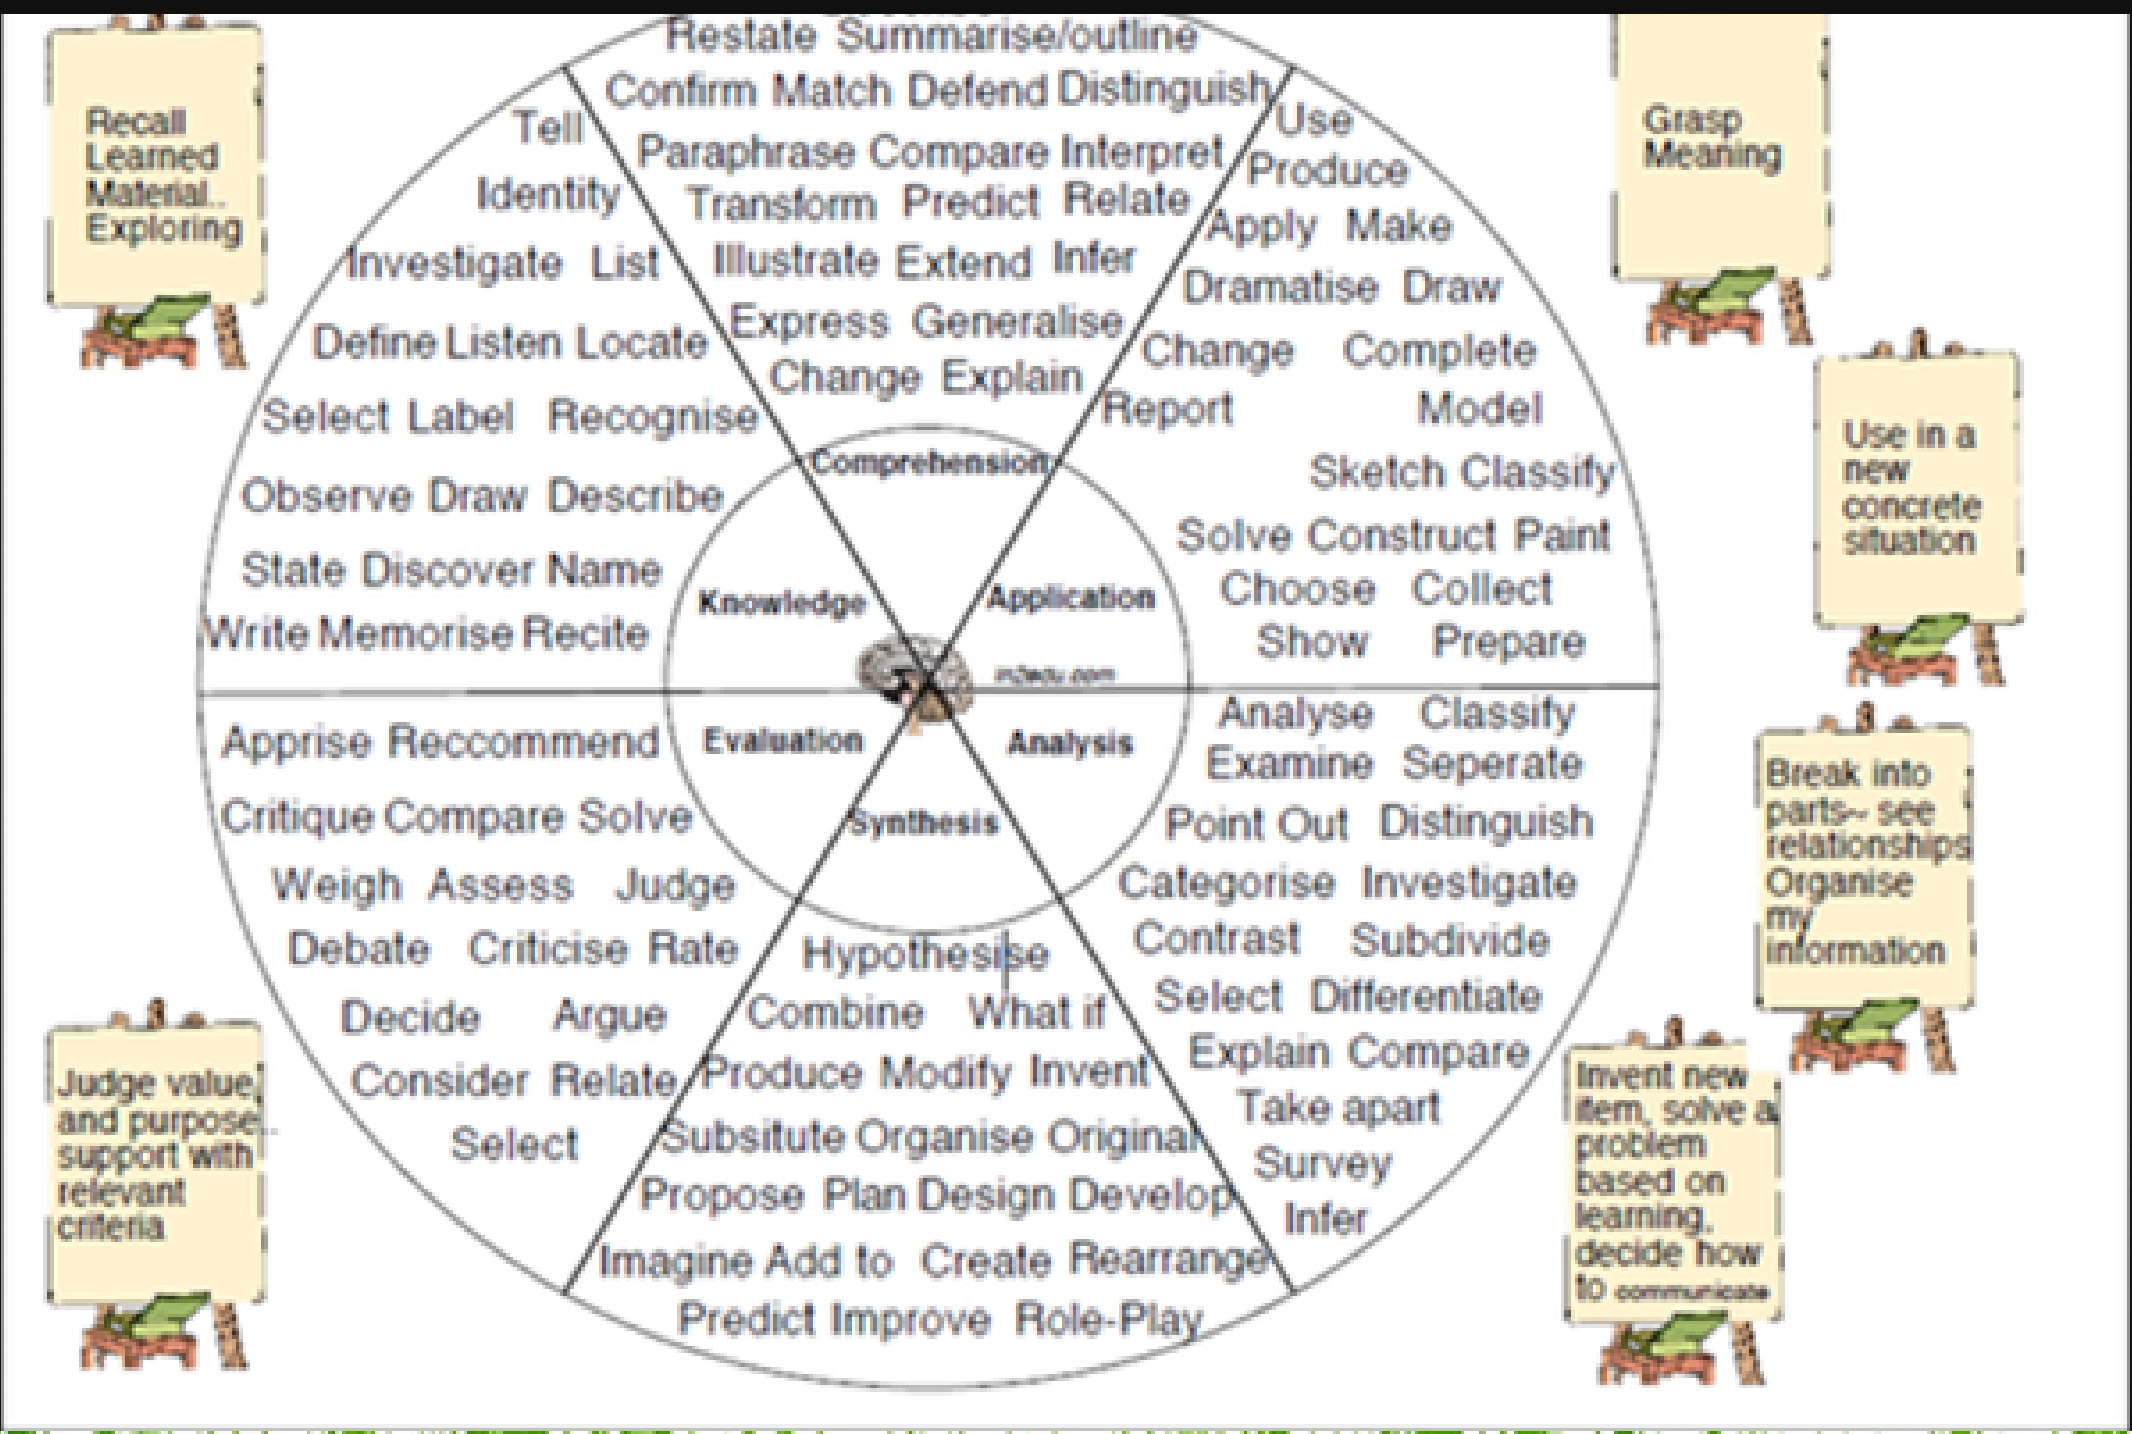 Recall
Learned
Material..
Exploring
Restate Summarise/outline
Confirm Match Defend Distinguish
Paraphrase Compare Interpret
Transform Predict Relate
Illustrate Extend Infer
Express Generalise
Change Explain
Comprehension
Grasp
Meaning
Tell
Identity
Investigate List
Define Listen Locate
Select Label Recognise
Observe Draw Describe
State Discover Name
Write Memorise Recite
Knowledge
Use
Produce
Apply Make
Dramatise Draw
Change Complete
Report Model
Sketch Classify
Solve Construct Paint
Choose Collect
Show Prepare
Application
in2edu.com
Use in a
new
concrete
situation
Evaluation
Apprise Reccommend
Critique Compare Solve
Weigh Assess Judge
Debate Criticise Rate
Decide Argue
Consider Relate
Select
Judge value,
and purpose..
support with
relevant
criteria
Synthesis
Hypothesise
Combine What if
Produce Modify Invent
Subsitute Organise Original
Propose Plan Design Develop
Imagine Add to Create Rearrange
Predict Improve Role-Play
Analysis
Analyse Classify
Examine Seperate
Point Out Distinguish
Categorise Investigate
Contrast Subdivide
Select Differentiate
Explain Compare
Take apart
Survey
Infer
Break into
parts~ see
relationships
Organise
my
information
Invent new
item, solve a
problem
based on
learning,
decide how
to communicate